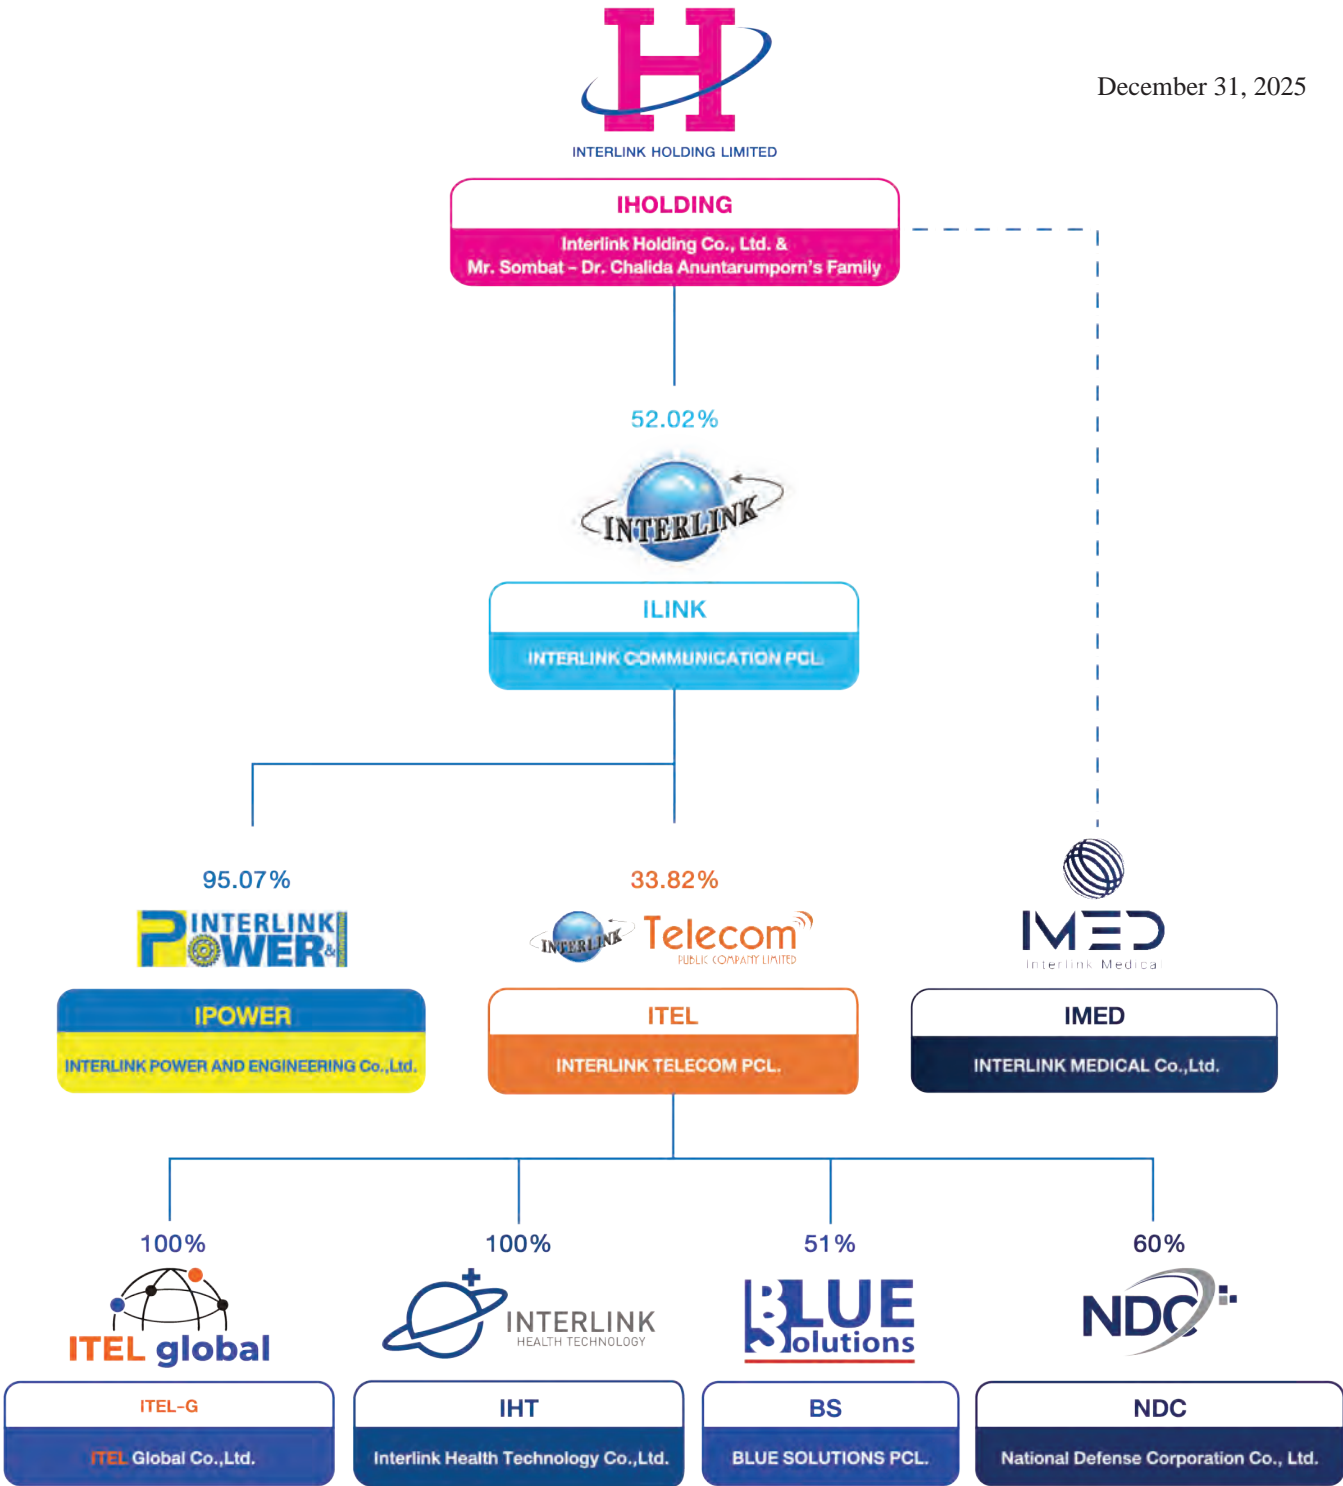 H
December 31, 2025
INTERLINK HOLDING LIMITED
IHOLDING
Interlink Holding Co., Ltd. &
Mr. Sombat – Dr. Chalida Anuntarumporn's Family
52.02%
INTERLINK
ILINK
INTERLINK COMMUNICATION PCL.
95.07%
INTERLINK
POWER&
IPOWER
INTERLINK POWER AND ENGINEERING Co.,Ltd.
33.82%
INTERLINK
Telecom
PUBLIC COMPANY LIMITED
ITEL
INTERLINK TELECOM PCL.
IMED
Interlink Medical
IMED
INTERLINK MEDICAL Co.,Ltd.
100%
ITEL global
ITEL-G
ITEL Global Co.,Ltd.
100%
INTERLINK
HEALTH TECHNOLOGY
IHT
Interlink Health Technology Co.,Ltd.
51%
BLUE
Solutions
BS
BLUE SOLUTIONS PCL.
60%
NDC
NDC
National Defense Corporation Co., Ltd.